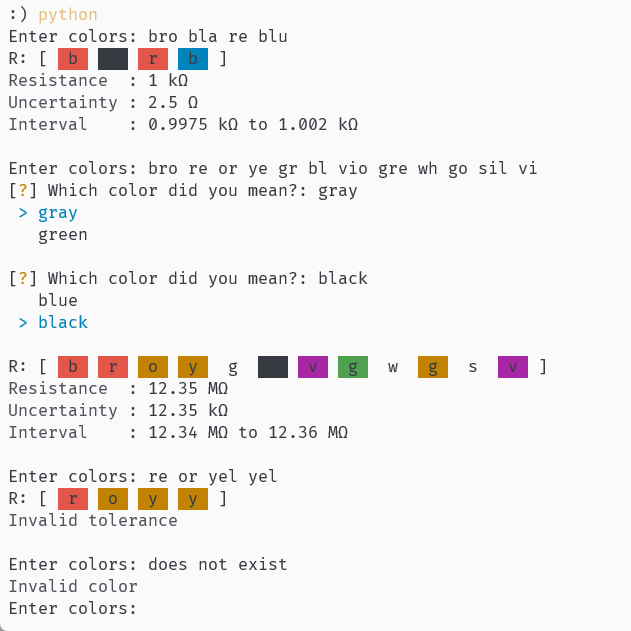 :) python
Enter colors: bro bla re blu
R: [ b r b ]
Resistance : 1 kΩ
Uncertainty : 2.5 Ω
Interval : 0.9975 kΩ to 1.002 kΩ
Enter colors: bro re or ye gr bl vio gre wh go sil vi
[?] Which color did you mean?: gray
> gray
green
[?] Which color did you mean?: black
blue
> black
R: [ b r o y g v g w g s v ]
Resistance : 12.35 MΩ
Uncertainty : 12.35 kΩ
Interval : 12.34 MΩ to 12.36 MΩ
Enter colors: re or yel yel
R: [ r o y y ]
Invalid tolerance
Enter colors: does not exist
Invalid color
Enter colors: